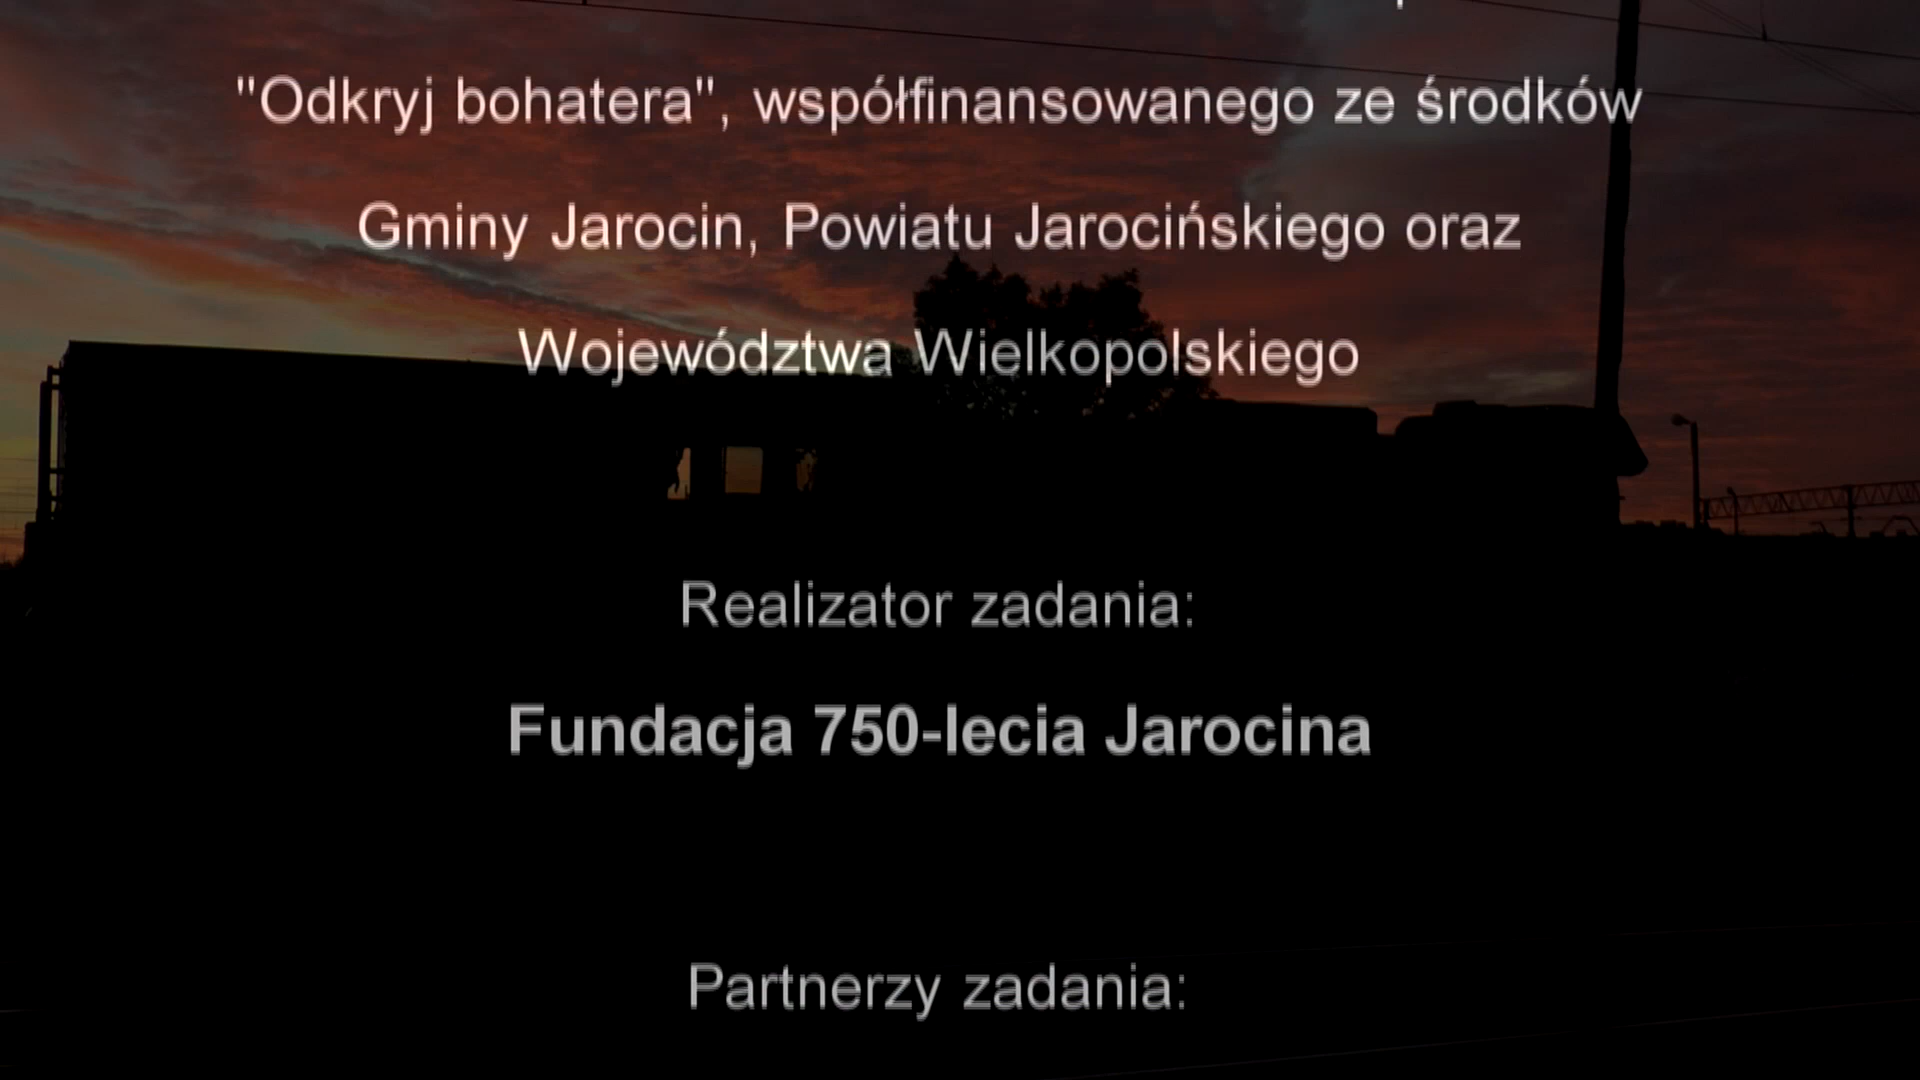 "Odkryj bohatera", współfinansowanego ze środków
Gminy Jarocin, Powiatu Jarocińskiego oraz
Województwa Wielkopolskiego
Realizator zadania:
Fundacja 750-lecia Jarocina
Partnerzy zadania: